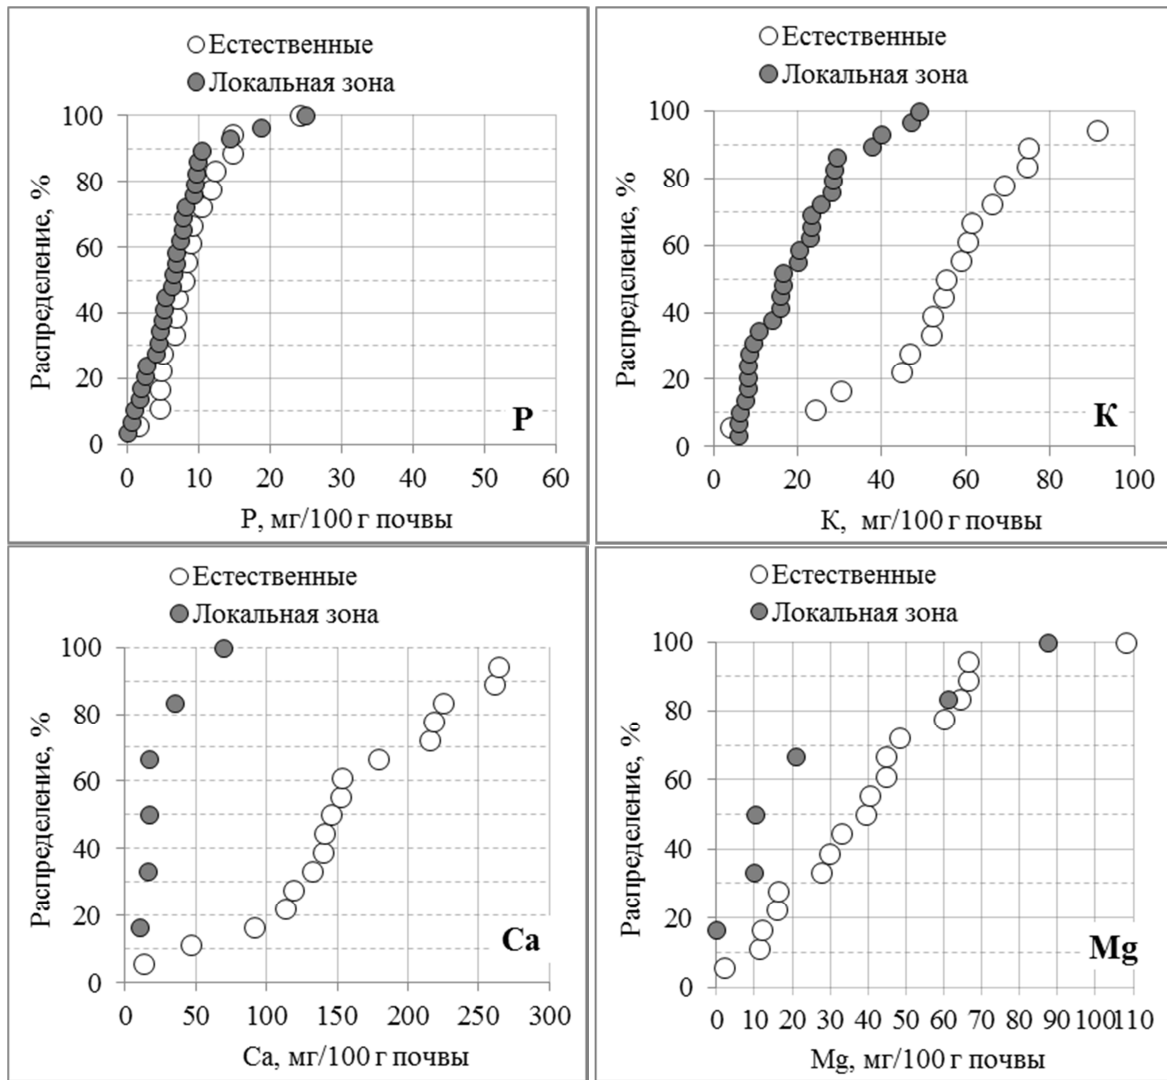 Естественные
Локальная зона
Распределение, %
100
80
60
40
20
0
P
0 10 20 30 40 50 60
P, мг/100 г почвы
Естественные
Локальная зона
Распределение, %
100
80
60
40
20
0
К
0 20 40 60 80 100
К, мг/100 г почвы
Естественные
Локальная зона
Распределение, %
100
80
60
40
20
0
Ca
0 50 100 150 200 250 300
Ca, мг/100 г почвы
Естественные
Локальная зона
Распределение, %
100
80
60
40
20
0
Mg
0 10 20 30 40 50 60 70 80 90 100 110
Mg, мг/100 г почвы